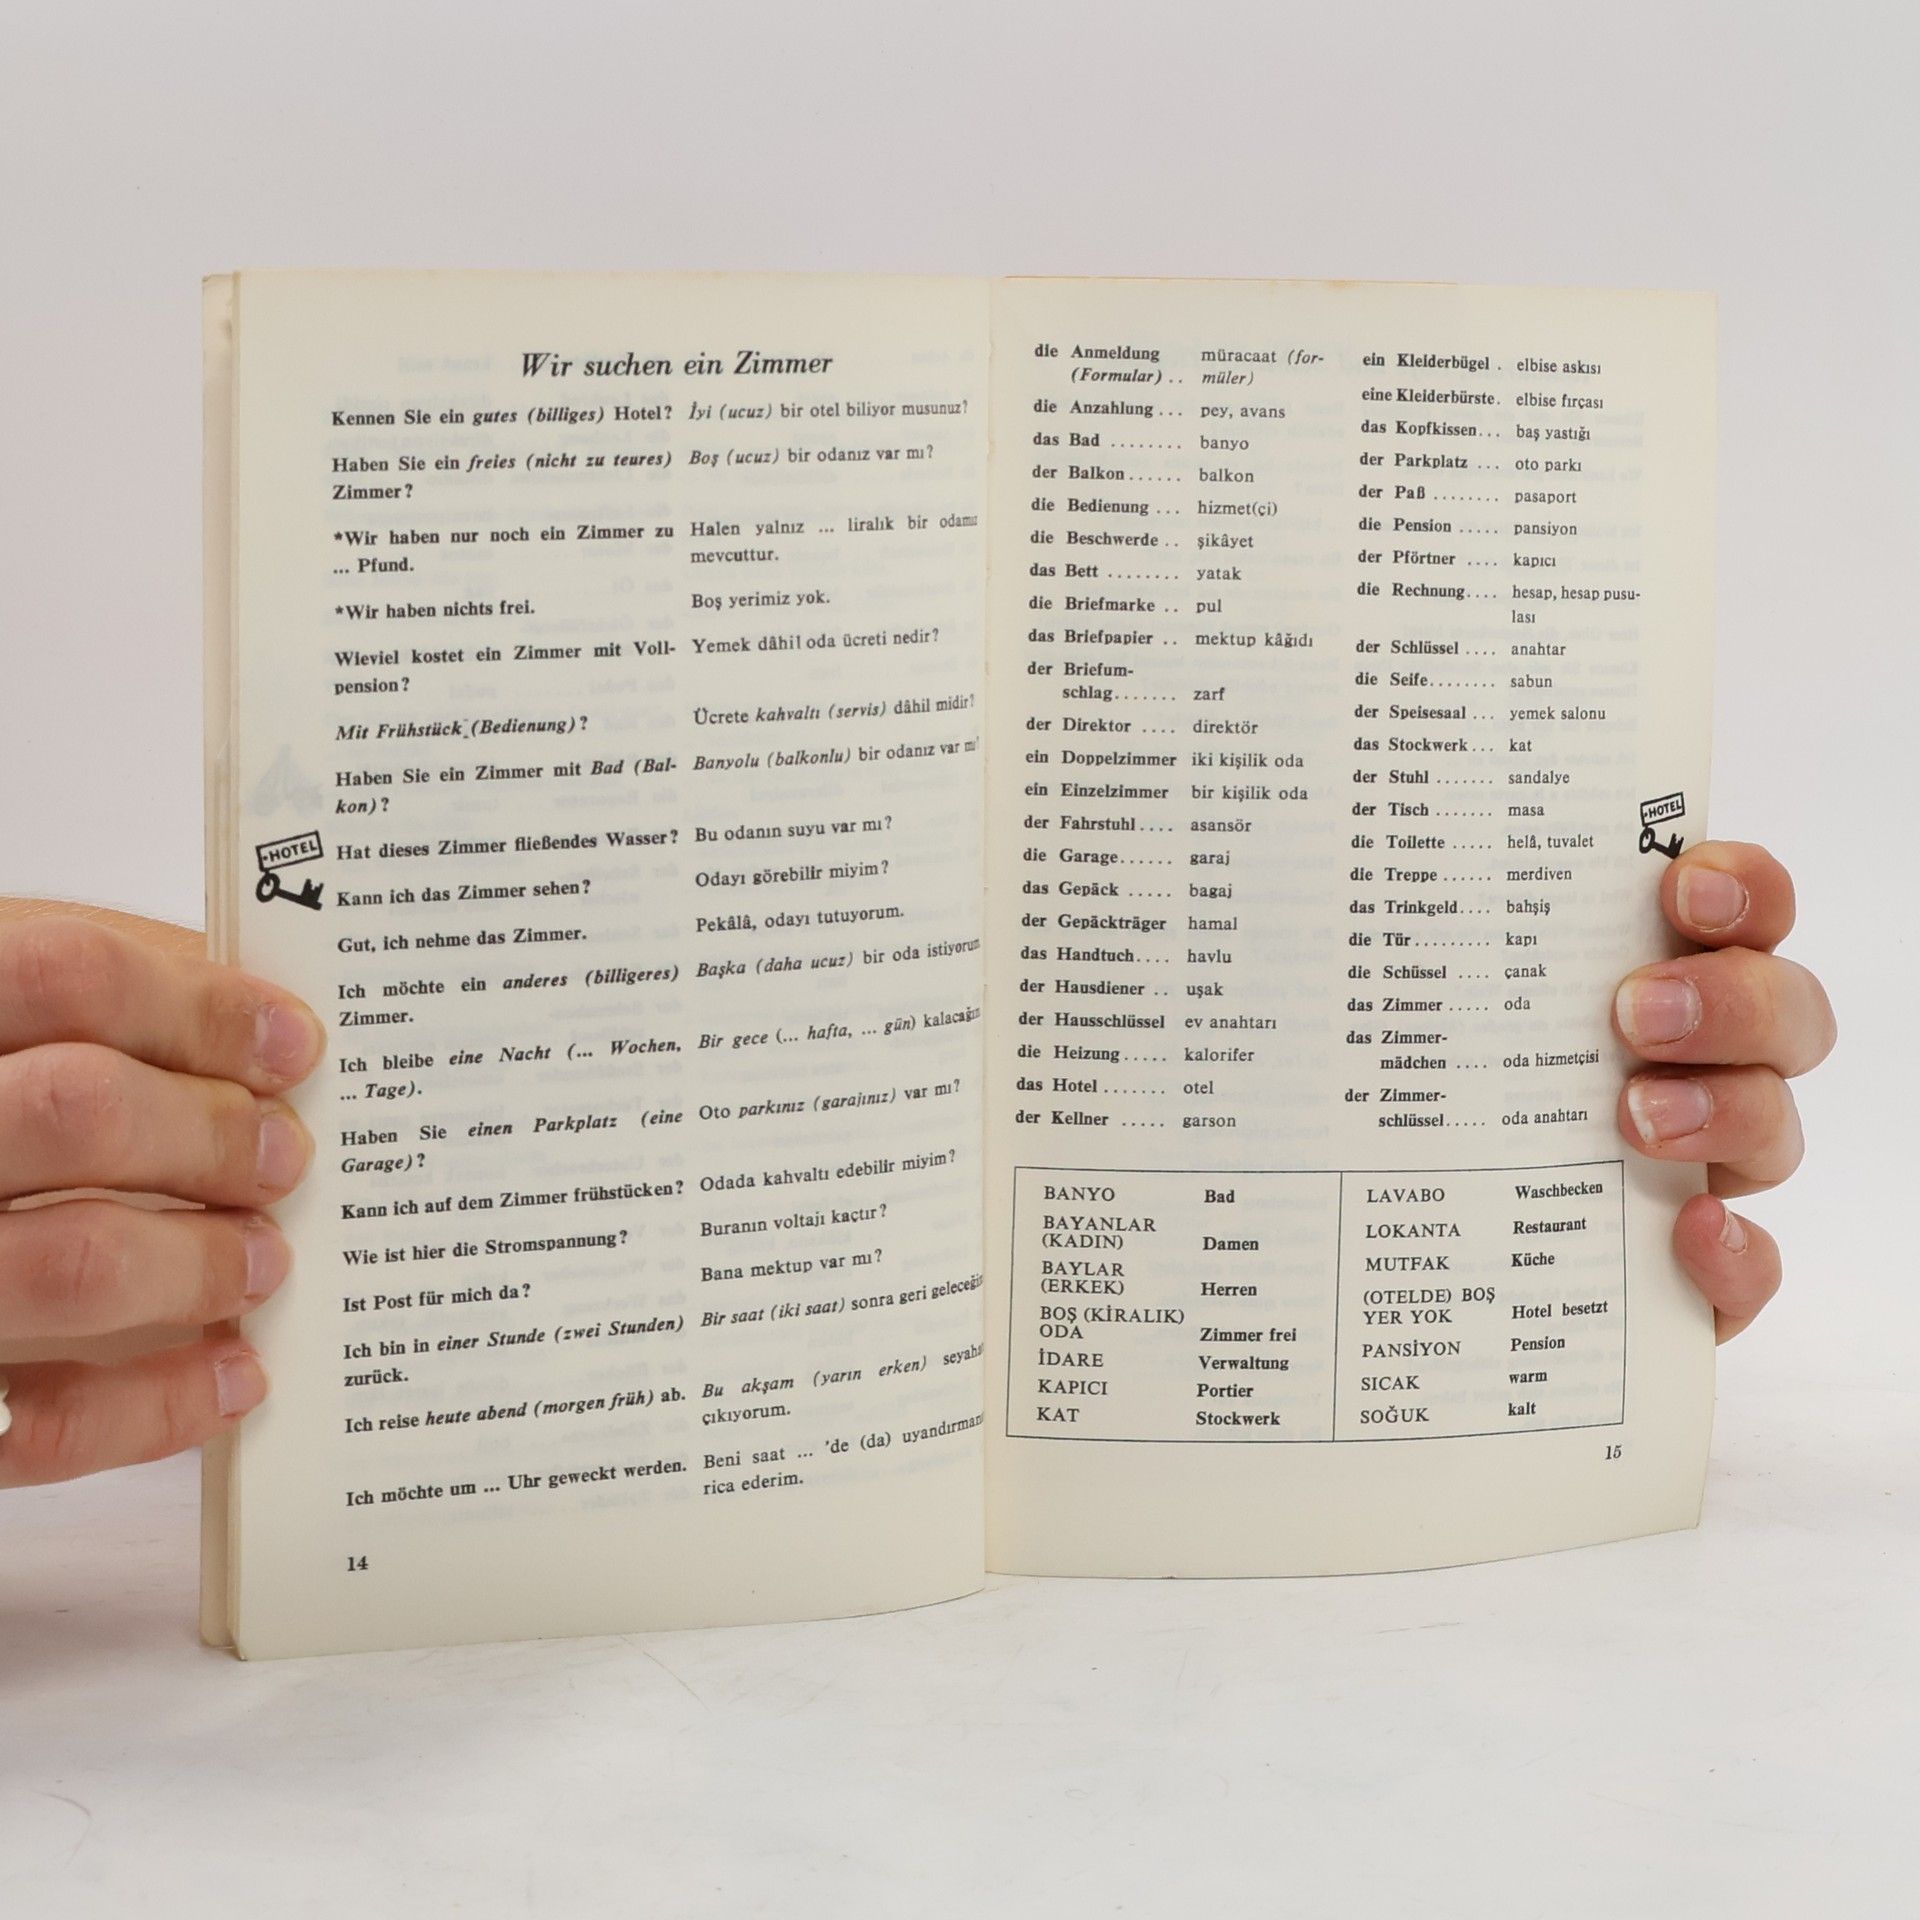 Wir suchen ein Zimmer
Kennen Sie ein gutes (billiges) Hotel? İyi (ucuz) bir otel biliyor musunuz?
Haben Sie ein freies (nicht zu teures) Boş (ucuz) bir odanız var mı?
Zimmer?
*Wir haben nur noch ein Zimmer zu Halen yalnız ... liralık bir odamız
... Pfund. mevcuttur.
*Wir haben nichts frei. Boş yerimiz yok.
Wieviel kostet ein Zimmer mit Voll- Yemek dâhil oda ücreti nedir?
pension?
Mit Frühstück (Bedienung)? Ücrete kahvaltı (servis) dâhil midir?
Haben Sie ein Zimmer mit Bad (Bal- Banyolu (balkonlu) bir odanız var mı
kon)?
Hat dieses Zimmer fließendes Wasser? Bu odanın suyu var mı?
HOTEL
Kann ich das Zimmer sehen? Odayı görebilir miyim?
Gut, ich nehme das Zimmer. Pekâlâ, odayı tutuyorum.
Ich möchte ein anderes (billigeres) Başka (daha ucuz) bir oda istiyorum
Zimmer.
Ich bleibe eine Nacht (... Wochen, Bir gece (... hafta, ... gün) kalacağım
... Tage).
Haben Sie einen Parkplatz (eine Oto parkınız (garajınız) var mı?
Garage)?
Kann ich auf dem Zimmer frühstücken? Odada kahvaltı edebilir miyim?
Wie ist hier die Stromspannung? Buranın voltajı kaçtır?
Ist Post für mich da? Bana mektup var mı?
Ich bin in einer Stunde (zwei Stunden) Bir saat (iki saat) sonra geri geleceğim
zurück.
Ich reise heute abend (morgen früh) ab. Bu akşam (yarın erken) seyaha
çıkıyorum.
Ich möchte um ... Uhr geweckt werden. Beni saat ... 'de (da) uyandırman
rica ederim.
14
die Anmeldung müracaat (for-
(Formular) .. müler)
die Anzahlung ... pey, avans
das Bad ........ banyo
der Balkon ...... balkon
die Bedienung ... hizmet(çi)
die Beschwerde .. şikâyet
das Bett ........ yatak
die Briefmarke .. pul
das Briefpapier .. mektup kâğıdı
der Briefum-
schlag....... zarf
der Direktor .... direktör
ein Doppelzimmer iki kişilik oda
ein Einzelzimmer bir kişilik oda
der Fahrstuhl.... asansör
die Garage...... garaj
das Gepäck ..... bagaj
der Gepäckträger hamal
das Handtuch.... havlu
der Hausdiener .. uşak
der Hausschlüssel ev anahtarı
die Heizung..... kalorifer
das Hotel ....... otel
der Kellner ..... garson
ein Kleiderbügel . elbise askısı
eine Kleiderbürste. elbise fırçası
das Kopfkissen... baş yastığı
der Parkplatz ... oto parkı
der Paß ........ pasaport
die Pension ..... pansiyon
der Pförtner .... kapıcı
die Rechnung.... hesap, hesap pusu-
lası
der Schlüssel .... anahtar
die Seife........ sabun
der Speisesaal ... yemek salonu
das Stockwerk... kat
der Stuhl ....... sandalye
der Tisch ....... masa
die Toilette ..... helâ, tuvalet
die Treppe ...... merdiven
das Trinkgeld.... bahşiş
die Tür......... kapı
die Schüssel .... çanak
das Zimmer ..... oda
das Zimmer-
mädchen .... oda hizmetçisi
der Zimmer-
schlüssel..... oda anahtarı
HOTEL
BANYO Bad
BAYANLAR
(KADIN) Damen
BAYLAR
(ERKEK) Herren
BOŞ (KİRALIK)
ODA Zimmer frei
İDARE Verwaltung
KAPICI Portier
KAT Stockwerk
LAVABO Waschbecken
LOKANTA Restaurant
MUTFAK Küche
(OTELDE) BOŞ
YER YOK Hotel besetzt
PANSİYON Pension
SICAK warm
SOĞUK kalt
15